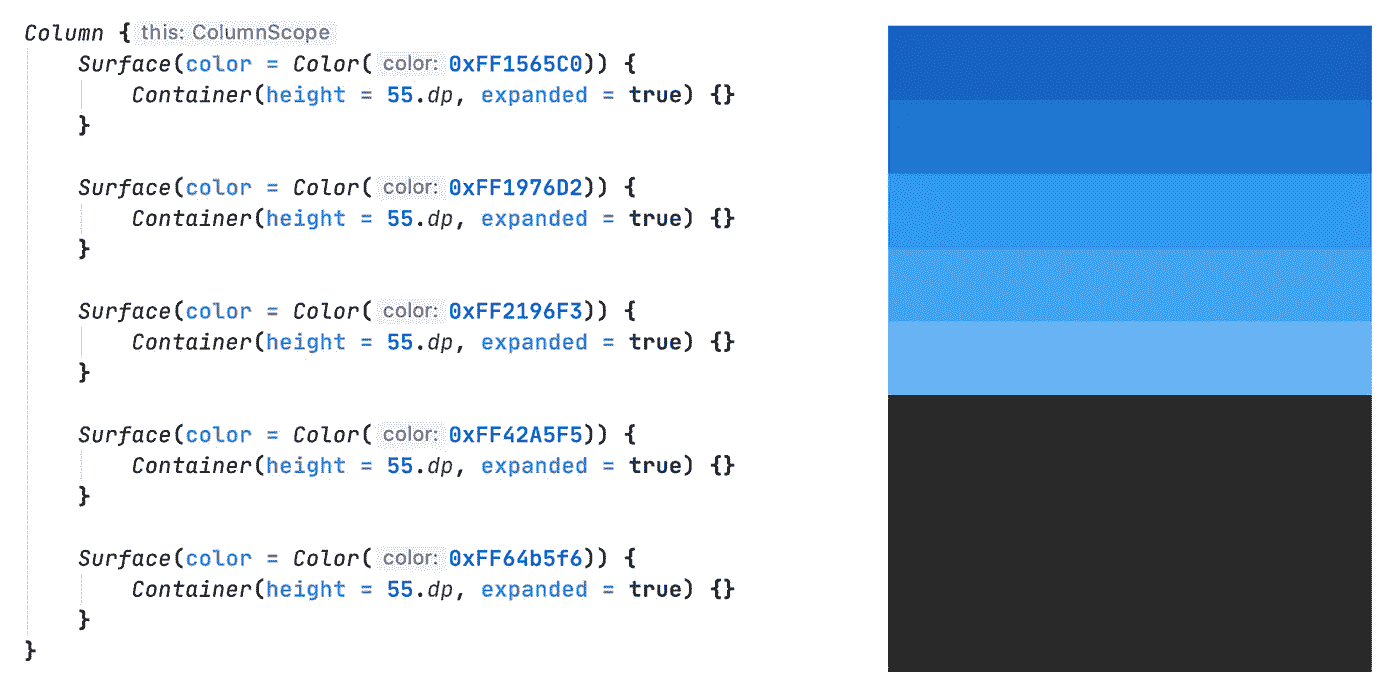 Column { this: ColumnScope
Surface(color = Color( color: 0xFF1565C0)) {
Container(height = 55.dp, expanded = true) {}
}
Surface(color = Color( color: 0xFF1976D2)) {
Container(height = 55.dp, expanded = true) {}
}
Surface(color = Color( color: 0xFF2196F3)) {
Container(height = 55.dp, expanded = true) {}
}
Surface(color = Color( color: 0xFF42A5F5)) {
Container(height = 55.dp, expanded = true) {}
}
Surface(color = Color( color: 0xFF64b5f6)) {
Container(height = 55.dp, expanded = true) {}
}
}